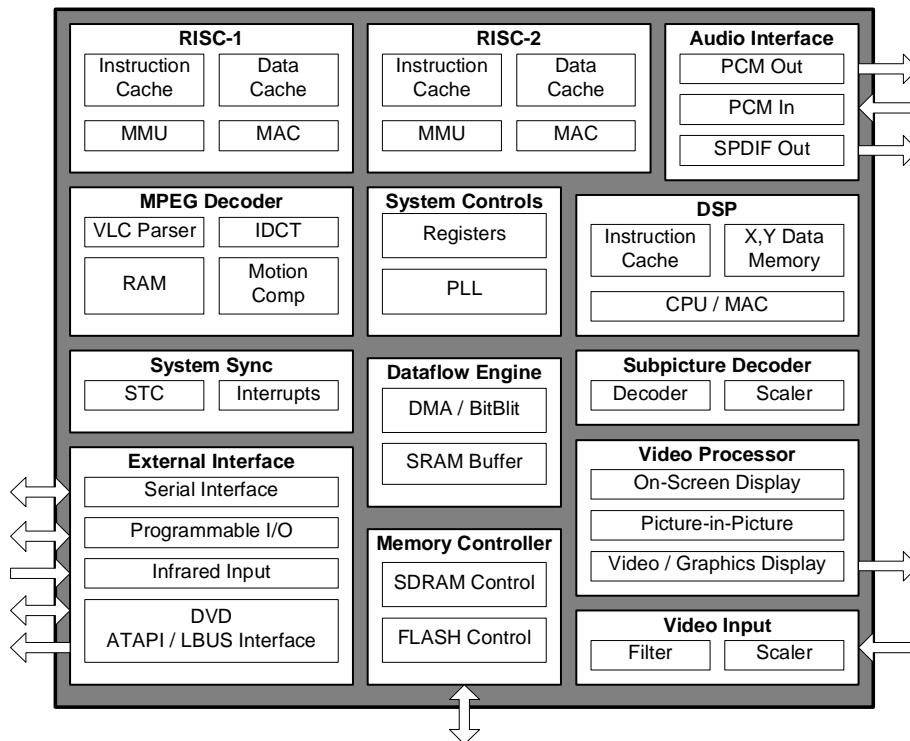 RISC-1
Instruction
Cache
Data
Cache
MMU
MAC
RISC-2
Instruction
Cache
Data
Cache
MMU
MAC
Audio Interface
PCM Out
PCM In
SPDIF Out
MPEG Decoder
VLC Parser
IDCT
RAM
Motion
Comp
System Controls
Registers
PLL
DSP
Instruction
Cache
X,Y Data
Memory
CPU / MAC
System Sync
STC
Interrupts
Dataflow Engine
DMA / BitBlit
SRAM Buffer
Subpicture Decoder
Decoder
Scaler
External Interface
Serial Interface
Programmable I/O
Infrared Input
DVD
ATAPI / LBUS Interface
Memory Controller
SDRAM Control
FLASH Control
Video Processor
On-Screen Display
Picture-in-Picture
Video / Graphics Display
Video Input
Filter
Scaler